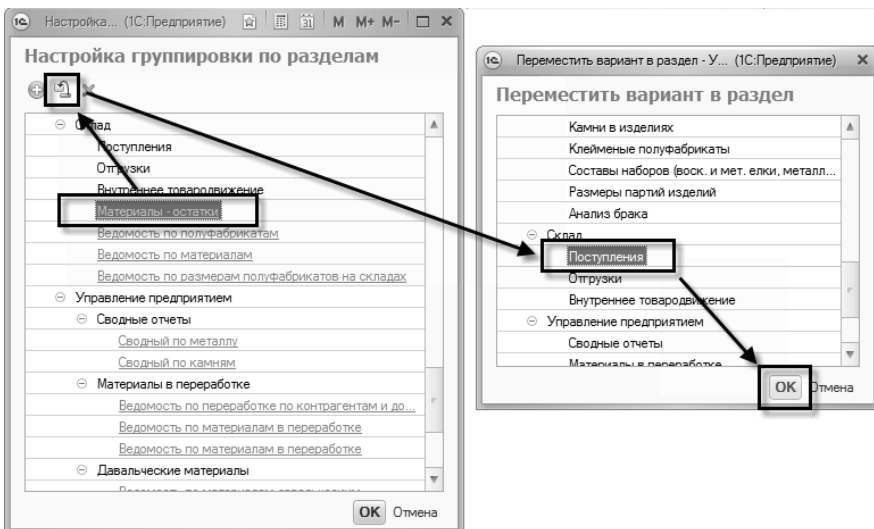 Настройка... (1С:Предприятие) 31 M M+ M-
Настройка группировки по разделам
Склад
Поступления
Отгрузки
Внутреннее товародвижение
Материалы - остатки
Ведомость по полуфабрикатам
Ведомость по материалам
Ведомость по размерам полуфабрикатов на складах
Управление предприятием
Сводные отчеты
Сводный по металлу
Сводный по камням
Материалы в переработке
Ведомость по переработке по контрагентам и до...
Ведомость по материалам в переработке
Ведомость по материалам в переработке
Давальческие материалы
OK Отмена
Переместить вариант в раздел - У... (1С:Предприятие)
Переместить вариант в раздел
Камни в изделиях
Клейменые полуфабрикаты
Составы наборов (воск. и мет. елки, металл...
Размеры партий изделий
Анализ брака
Склад
Поступления
Отгрузки
Внутреннее товародвижение
Управление предприятием
Сводные отчеты
Материалы в переработке
OK Отмена